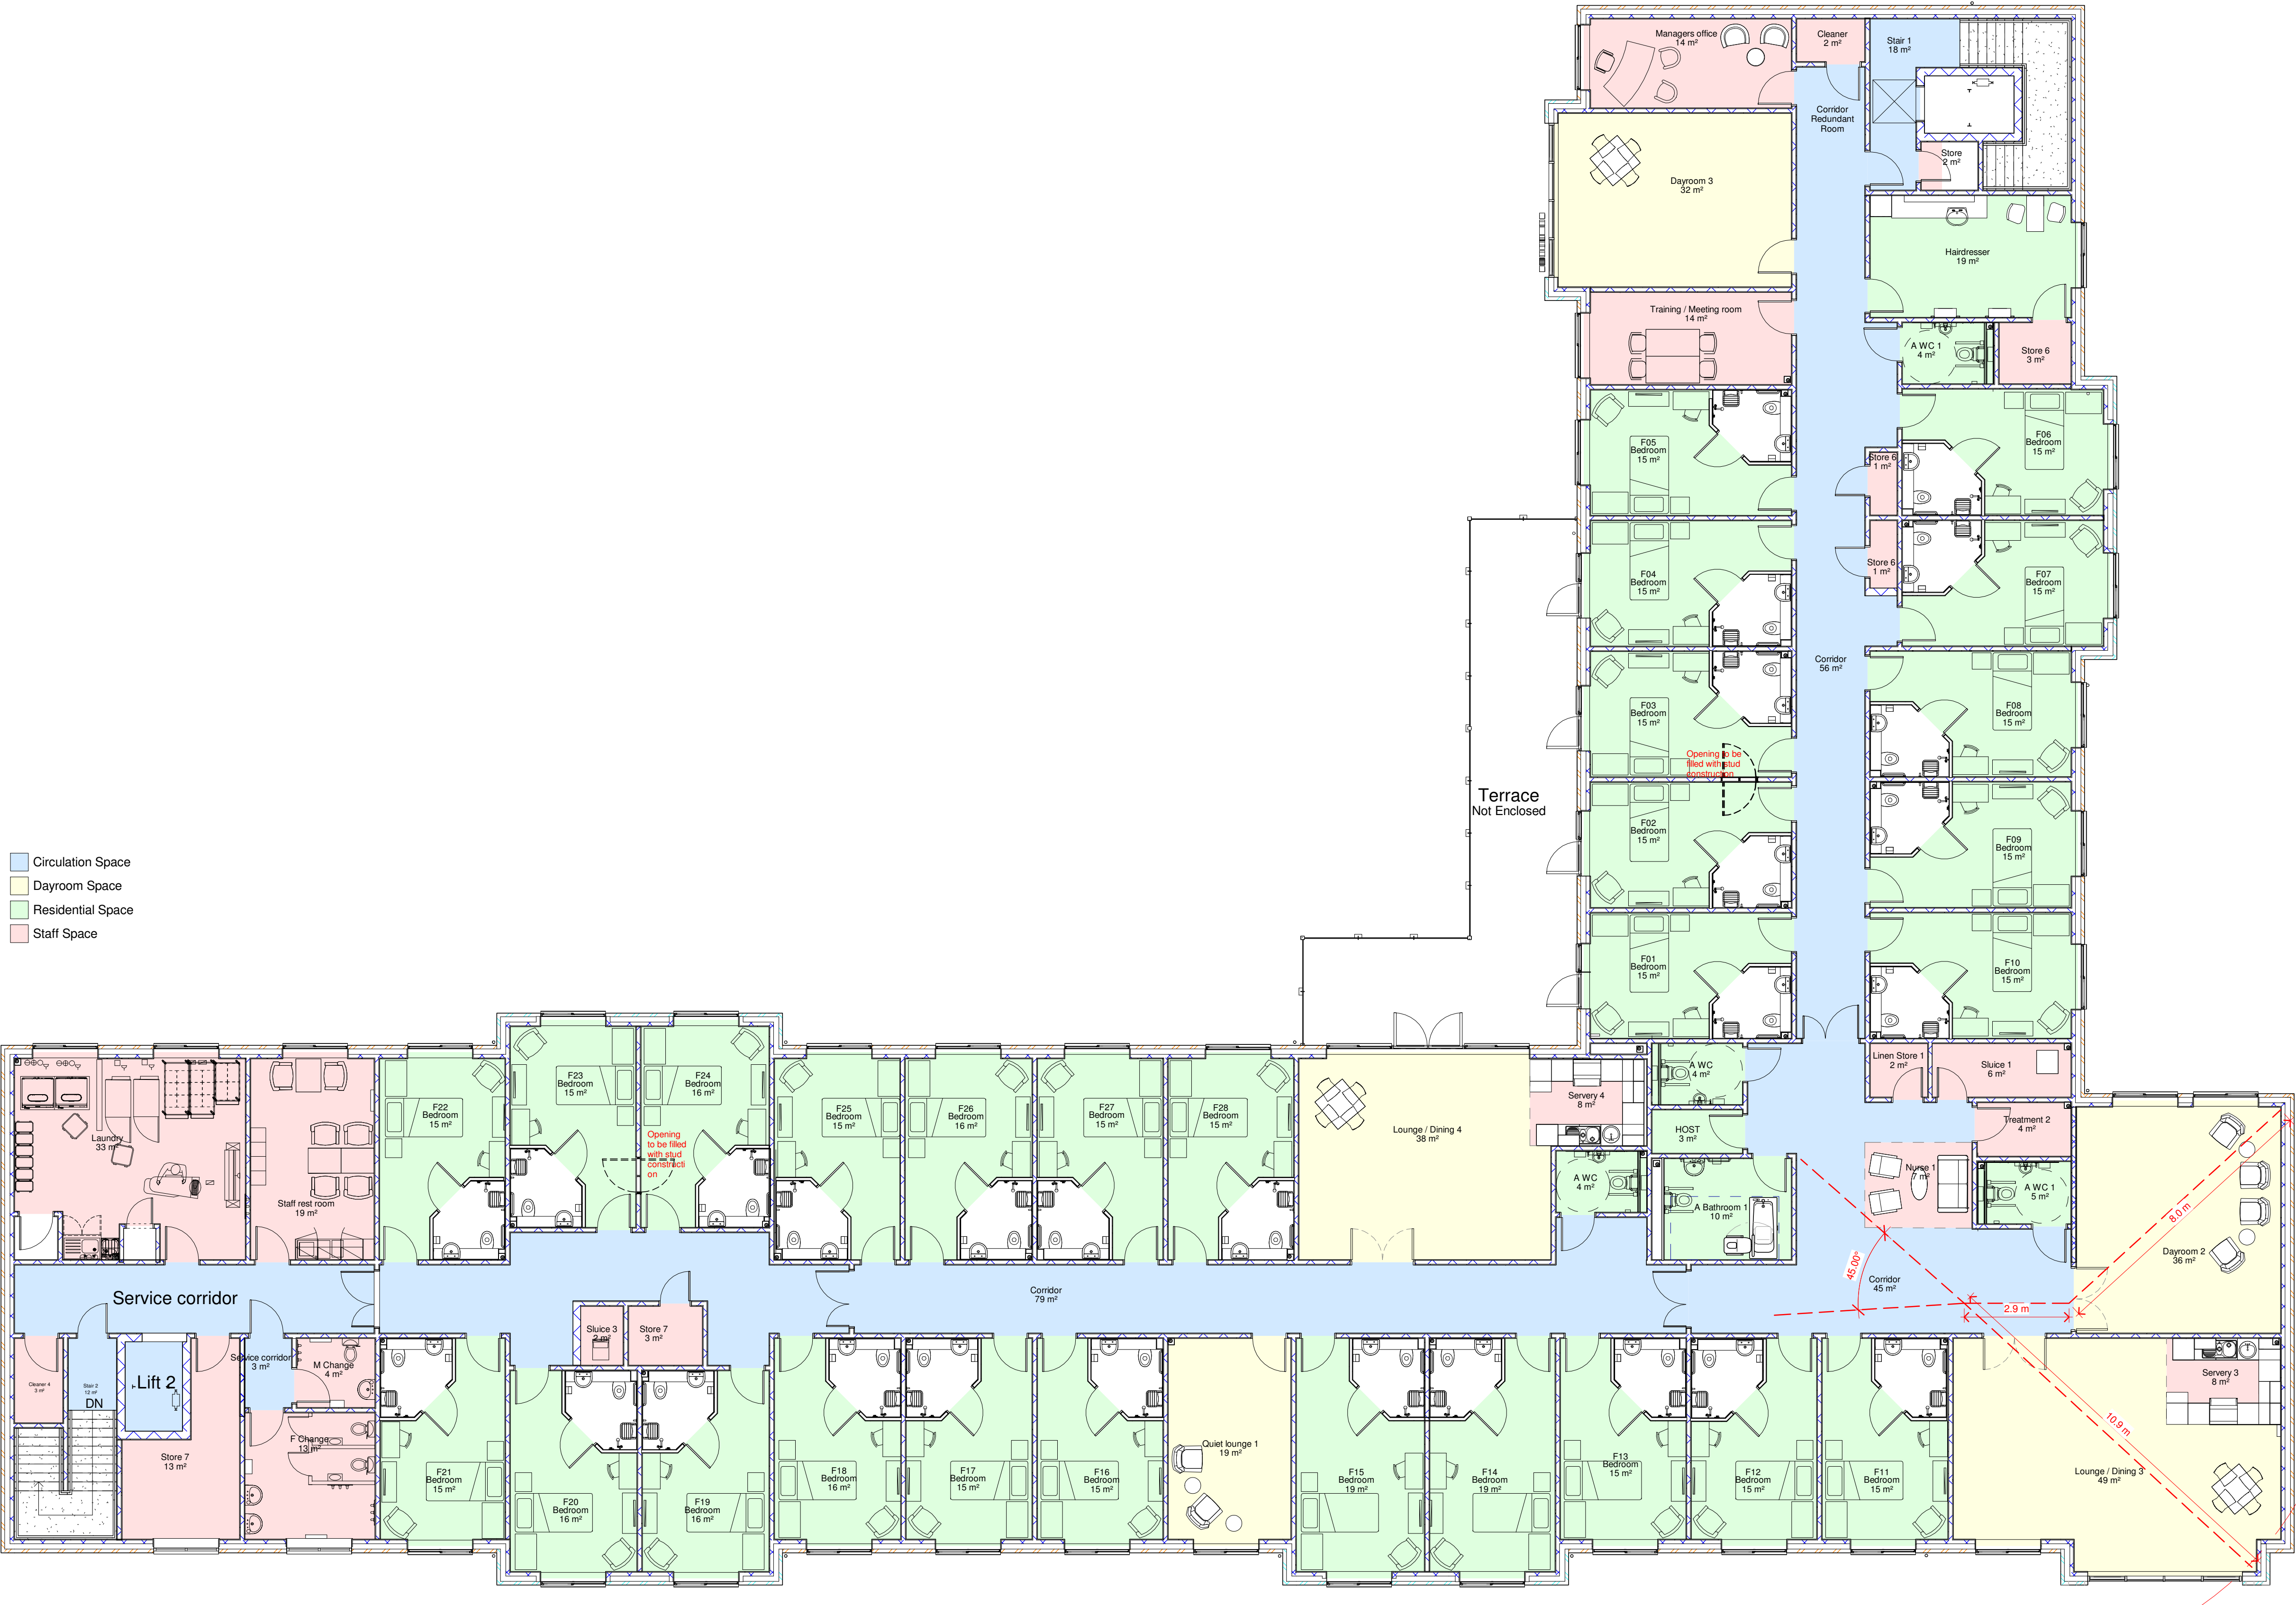 Managers office
14 m²
Cleaner
2 m²
Stair 1
18 m²
Corridor
Redundant
Room
Store
2 m²
Dayroom 3
32 m²
Hairdresser
19 m²
Training / Meeting room
14 m²
A WC 1
4 m²
Store 6
3 m²
F05
Bedroom
15 m²
F06
Bedroom
15 m²
Store 6
1 m²
F04
Bedroom
15 m²
Store 6
1 m²
F07
Bedroom
15 m²
Corridor
56 m²
F03
Bedroom
15 m²
F08
Bedroom
15 m²
Opening to be
filled with stud
construction
Terrace
Not Enclosed
F02
Bedroom
15 m²
F09
Bedroom
15 m²
Circulation Space
Dayroom Space
Residential Space
Staff Space
F01
Bedroom
15 m²
F10
Bedroom
15 m²
Laundry
33 m²
Staff rest room
19 m²
F22
Bedroom
15 m²
F23
Bedroom
15 m²
F24
Bedroom
16 m²
Opening
to be filled
with stud
constructi
on
F25
Bedroom
15 m²
F26
Bedroom
16 m²
F27
Bedroom
15 m²
F28
Bedroom
15 m²
Lounge / Dining 4
38 m²
Servery 4
8 m²
A WC
4 m²
HOST
3 m²
A WC
4 m²
A Bathroom 1
10 m²
Linen Store 1
2 m²
Sluice 1
6 m²
Treatment 2
4 m²
Nurse 1
7 m²
A WC 1
5 m²
8.0 m
Dayroom 2
36 m²
45.00°
Corridor
45 m²
2.9 m
Service corridor
Corridor
79 m²
Sluice 3
2 m²
Store 7
3 m²
Cleaner 4
3 m²
Stair 2
12 m²
DN
Lift 2
Service corridor
3 m²
M Change
4 m²
F Change
13 m²
Store 7
13 m²
F21
Bedroom
15 m²
F20
Bedroom
16 m²
F19
Bedroom
16 m²
F18
Bedroom
16 m²
F17
Bedroom
15 m²
F16
Bedroom
15 m²
Quiet lounge 1
19 m²
F15
Bedroom
19 m²
F14
Bedroom
19 m²
F13
Bedroom
15 m²
F12
Bedroom
15 m²
F11
Bedroom
15 m²
Servery 3
8 m²
10.9 m
Lounge / Dining 3
49 m²